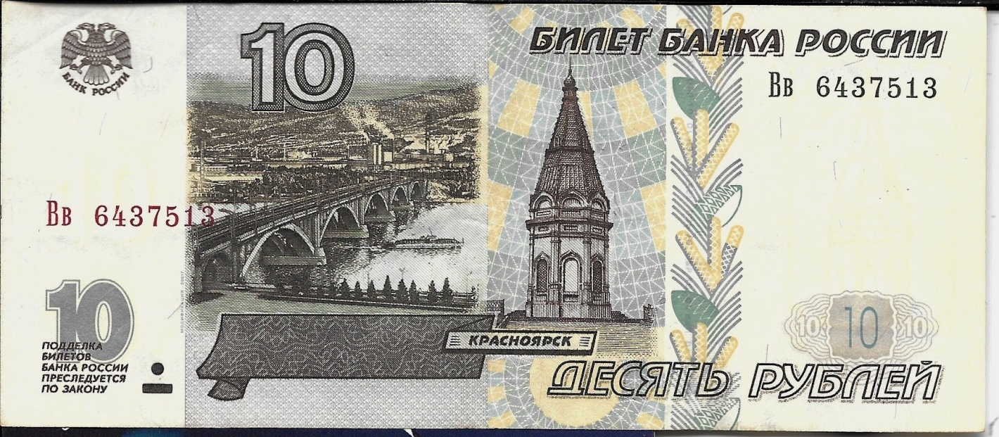 БАНК РОССИИ
10
БИЛЕТ БАНКА РОССИИ
Вв 6437513
Вв 6437513
10
ПОДДЕЛКА
БИЛЕТОВ
БАНКА РОССИИ
ПРЕСЛЕДУЕТСЯ
ПО ЗАКОНУ
КРАСНОЯРСК
10 10 10
ДЕСЯТЬ РУБЛЕЙ